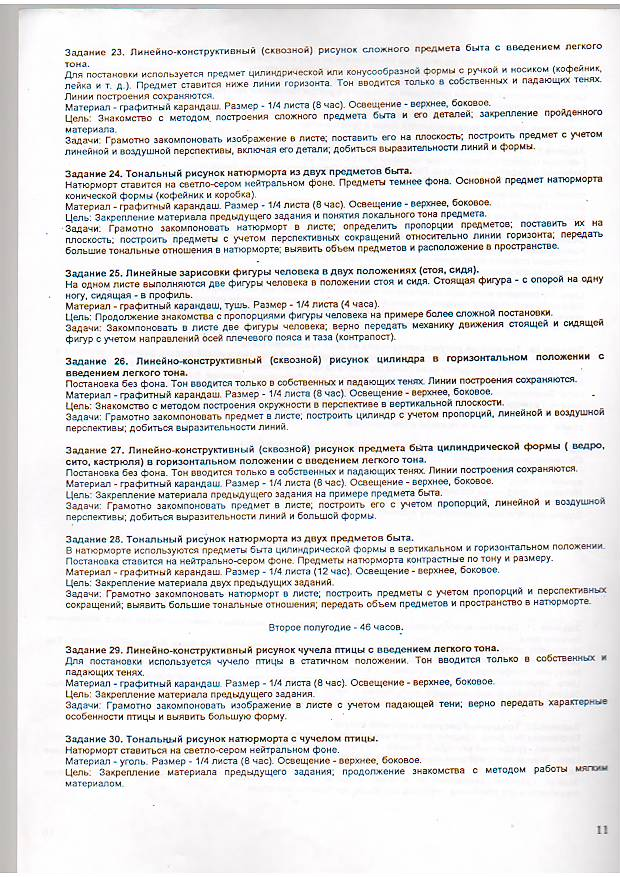 Задание 23. Линейно-конструктивный (сквозной) рисунок сложного предмета быта с введением легкого
тона.
Для постановки используется предмет цилиндрической или конусообразной формы с ручкой и носиком (кофейник,
лейка и т. д.). Предмет ставится ниже линии горизонта. Тон вводится только в собственных и падающих тенях.
Линии построения сохраняются.
Материал - графитный карандаш. Размер - 1/4 листа (8 час). Освещение - верхнее, боковое.
Цель: Знакомство с методом построения сложного предмета быта и его деталей; закрепление пройденного
материала.
Задачи: Грамотно закомпоновать изображение в листе; поставить его на плоскость; построить предмет с учетом
линейной и воздушной перспективы, включая его детали; добиться выразительности линий и формы.
Задание 24. Тональный рисунок натюрморта из двух предметов быта.
Натюрморт ставится на светло-сером нейтральном фоне. Предметы темнее фона. Основной предмет натюрморта
конической формы (кофейник и коробка).
Материал - графитный карандаш. Размер - 1/4 листа (8 час). Освещение - верхнее, боковое.
Цель: Закрепление материала предыдущего задания и понятия локального тона предмета.
Задачи: Грамотно закомпоновать натюрморт в листе; определить пропорции предметов; поставить их на
плоскость; построить предметы с учетом перспективных сокращений относительно линии горизонта; передать
большие тональные отношения в натюрморте; выявить объем предметов и расположение в пространстве.
Задание 25. Линейные зарисовки фигуры человека в двух положениях (стоя, сидя).
На одном листе выполняются две фигуры человека в положении стоя и сидя. Стоящая фигура - с опорой на одну
ногу, сидящая - в профиль.
Материал - графитный карандаш, тушь. Размер - 1/4 листа (4 часа).
Цель: Продолжение знакомства с пропорциями фигуры человека на примере более сложной постановки.
Задачи: Закомпоновать в листе две фигуры человека; верно передать механику движения стоящей и сидящей
фигур с учетом направлений осей плечевого пояса и таза (контрапост).
Задание 26. Линейно-конструктивный (сквозной) рисунок цилиндра в горизонтальном положении с
введением легкого тона.
Постановка без фона. Тон вводится только в собственных и падающих тенях. Линии построения сохраняются.
Материал - графитный карандаш. Размер - 1/4 листа (8 час). Освещение - верхнее, боковое.
Цель: Знакомство с методом построения окружности в перспективе в вертикальной плоскости.
Задачи: Грамотно закомпоновать предмет в листе; построить цилиндр с учетом пропорций, линейной и воздушной
перспективы; добиться выразительности линий.
Задание 27. Линейно-конструктивный (сквозной) рисунок предмета быта цилиндрической формы ( ведро,
сито, кастрюля) в горизонтальном положении с введением легкого тона.
Постановка без фона. Тон вводится только в собственных и падающих тенях. Линии построения сохраняются.
Материал - графитный карандаш. Размер - 1/4 листа (8 час). Освещение - верхнее, боковое.
Цель: Закрепление материала предыдущего задания на примере предмета быта.
Задачи: Грамотно закомпоновать предмет в листе; построить его с учетом пропорций, линейной и воздушной
перспективы; добиться выразительности линий и большой формы.
Задание 28. Тональный рисунок натюрморта из двух предметов быта.
В натюрморте используются предметы быта цилиндрической формы в вертикальном и горизонтальном положении.
Постановка ставится на нейтрально-сером фоне. Предметы натюрморта контрастные по тону и размеру.
Материал - графитный карандаш. Размер - 1/4 листа (12 час). Освещение - верхнее, боковое.
Цель: Закрепление материала двух предыдущих заданий.
Задачи: Грамотно закомпоновать натюрморт в листе; построить предметы с учетом пропорций и перспективных
сокращений; выявить большие тональные отношения; передать объем предметов и пространство в натюрморте.
Второе полугодие - 46 часов.
Задание 29. Линейно-конструктивный рисунок чучела птицы с введением легкого тона.
Для постановки используется чучело птицы в статичном положении. Тон вводится только в собственных и
падающих тенях.
Материал - графитный карандаш. Размер - 1/4 листа (8 час). Освещение - верхнее, боковое.
Цель: Закрепление материала предыдущего задания.
Задачи: Грамотно закомпоновать изображение в листе с учетом падающей тени; верно передать характерные
особенности птицы и выявить большую форму.
Задание 30. Тональный рисунок натюрморта с чучелом птицы.
Натюрморт ставиться на светло-сером нейтральном фоне.
Материал - уголь. Размер - 1/4 листа (8 час). Освещение - верхнее, боковое.
Цель: Закрепление материала предыдущего задания; продолжение знакомства с методом работы мягким
материалом.
11